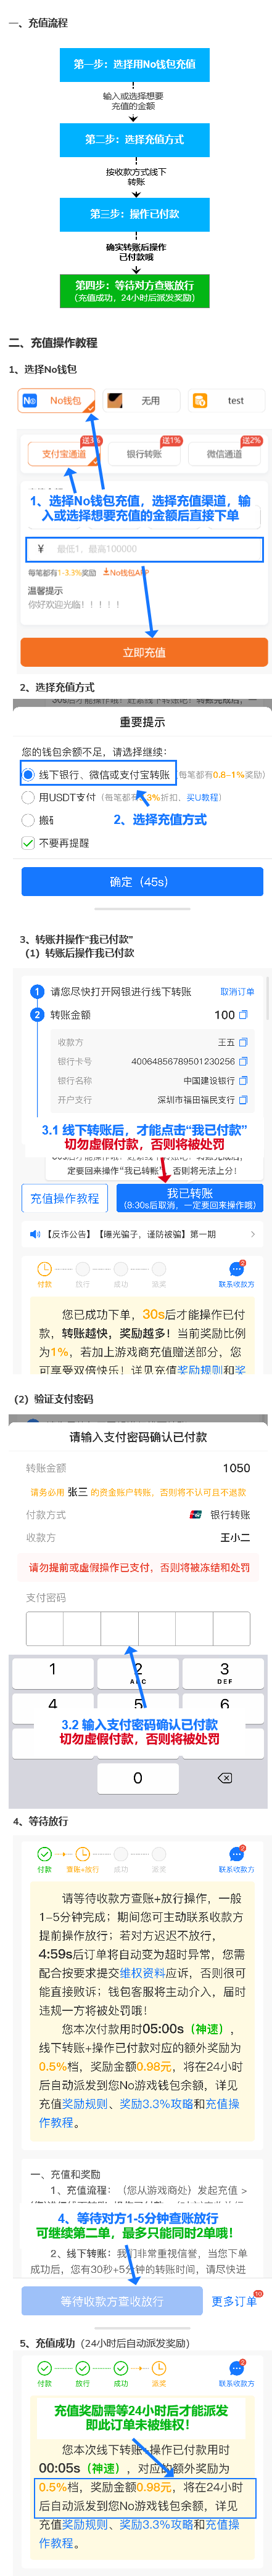 一、充值流程
第一步：选择用No钱包充值
输入或选择想要
充值的金额
第二步：选择充值方式
按收款方式线下
转账
第三步：操作已付款
确实转账后操作
已付款哦
第四步：等待对方查账放行
（充值成功，24小时后派发奖励）
二、充值操作教程
1、选择No钱包
No钱包
无用
test
支付宝通道
银行转账
送1%
微信通道
送2%
1、选择No钱包充值，选择充值渠道，输
入或选择想要充值的金额后直接下单
¥ 最低1，最高100000
每笔都有1-3.3%奖励
No钱包APP
温馨提示
你好欢迎光临！！！！！
立即充值
2、选择充值方式
重要提示
您的钱包余额不足，请选择继续：
线下银行、微信或支付宝转账（每笔都有0.8-1%奖励）
用USDT支付（每笔都有 3%折扣、买U教程）
搬砖
2、选择充值方式
不要再提醒
确定（45s）
3、转账并操作“我已付款”
（1）转账后操作我已付款
1 请您尽快打开网银进行线下转账 取消订单
2 转账金额 100
收款方 王五
银行卡号 40064856789501230256
银行名称 中国建设银行
开户支行 深圳市福田福民支行
3.1 线下转账后，才能点击“我已付款”
切勿虚假付款，否则将被处罚
定要回来操作“我已转账 否则将无法上分！
充值操作教程
我已转账
(8:30s后取消，一定要回来操作哦)
【反诈公告】【曝光骗子，谨防被骗】第一期
付款 放行 成功 派奖 联系收款方
2
您已成功下单，30s后才能操作已付
款，转账越快，奖励越多！当前奖励比例
为1%，若加上游戏商充值赠送部分，您
可享受双倍快乐！详见充值奖励规则和奖
(2) 验证支付密码
请输入支付密码确认已付款
转账金额 1050
请务必用 张三 的资金账户转账，否则将不认可且不退款
付款方式 银行转账
收款方 王小二
请勿提前或虚假操作已支付，否则将被冻结和处罚
支付密码
1 2 3
ABC DEF
4 6
3.2 输入支付密码确认已付款
切勿虚假付款，否则将被处罚
0
4、等待放行
付款 查账+放行 成功 派奖 联系收款方
2
请等待收款方查账+放行操作，一般
1-5分钟完成；期间您可主动联系收款方
提前操作放行；若对方迟迟不放行，
4:59s后订单将自动变为超时异常，您需
配合按要求提交维权资料应诉，否则很可
能直接败诉；钱包客服将主动介入，届时
违规一方将被处罚哦！
您本次付款用时05:00s（神速），
线下转账+操作已付款对应的额外奖励为
0.5%档，奖励金额0.98元，将在24小时
后自动派发到您No游戏钱包余额，详见
充值奖励规则、奖励3.3%攻略和充值操
作教程。
一、充值和奖励
1、充值流程：（您从游戏商处）发起充值 >
4、等待对方1-5分钟查账放行
可继续第二单，最多只能同时2单哦！
2、线下转账：我们非常重视信誉，当您下单
成功后，您有30秒+5分钟的转账时间，请尽快进
等待收款方查收放行
更多订单
50
5、充值成功（24小时后自动派发奖励）
付款 放行 成功 派奖 联系收款方
2
充值奖励需等24小时后才能派发
即此订单未被维权！
您本次线下转账+操作已付款用时
00:05s（神速），对应的额外奖励为
0.5%档，奖励金额0.98元，将在24小时
后自动派发到您No游戏钱包余额，详见
充值奖励规则、奖励3.3%攻略和充值操
作教程。